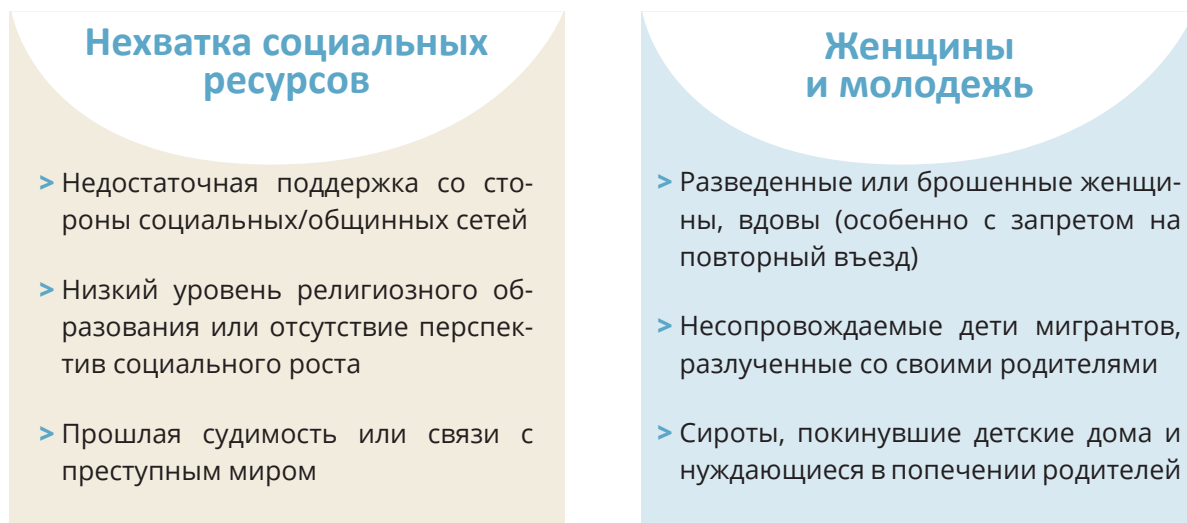 Нехватка социальных
ресурсов
> Недостаточная поддержка со сто-
роны социальных/общинных сетей
> Низкий уровень религиозного об-
разования или отсутствие перспек-
тив социального роста
> Прошлая судимость или связи с
преступным миром
Женщины
и молодежь
> Разведенные или брошенные женщи-
ны, вдовы (особенно с запретом на
повторный въезд)
> Несопровождаемые дети мигрантов,
разлученные со своими родителями
> Сироты, покинувшие детские дома и
нуждающиеся в попечении родителей